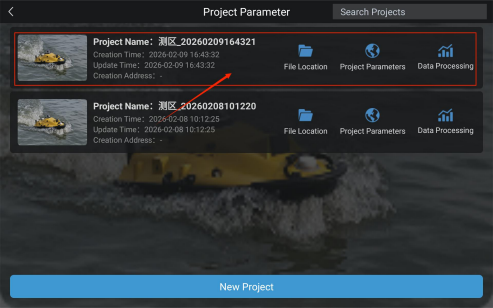 Project Parameter
Search Projects
Project Name：测区_20260209164321
Creation Time：2026-02-09 16:43:32
Update Time：2026-02-09 16:43:32
Creation Address：-
File Location
Project Parameters
Data Processing
Project Name：测区_20260208101220
Creation Time：2026-02-08 10:12:25
Update Time：2026-02-08 10:12:25
Creation Address：-
File Location
Project Parameters
Data Processing
New Project